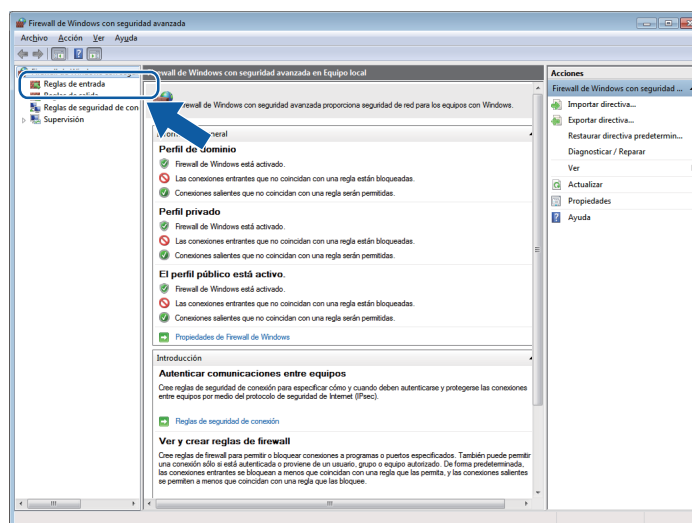 Firewall de Windows con seguridad avanzada
Archivo Acción Ver Ayuda
Reglas de entrada
Reglas de salida
Reglas de seguridad de con
Supervisión
ewall de Windows con seguridad avanzada en Equipo local
rewall de Windows con seguridad avanzada proporciona seguridad de red para los equipos con Windows.
neral
Perfil de dominio
Firewall de Windows está activado.
Las conexiones entrantes que no coincidan con una regla están bloqueadas.
Conexiones salientes que no coincidan con una regla serán permitidas.
Perfil privado
Firewall de Windows está activado.
Las conexiones entrantes que no coincidan con una regla están bloqueadas.
Conexiones salientes que no coincidan con una regla serán permitidas.
El perfil público está activo.
Firewall de Windows está activado.
Las conexiones entrantes que no coincidan con una regla están bloqueadas.
Conexiones salientes que no coincidan con una regla serán permitidas.
Propiedades de Firewall de Windows
Introducción
Autenticar comunicaciones entre equipos
Cree reglas de seguridad de conexión para especificar cómo y cuando deben autenticarse y protegerse las conexiones
entre equipos por medio del protocolo de seguridad de Internet (IPsec).
Reglas de seguridad de conexión
Ver y crear reglas de firewall
Cree reglas de firewall para permitir o bloquear conexiones a programas o puertos especificados. También puede permitir
una conexión sólo si está autenticada o proviene de un usuario, grupo o equipo autorizado. De forma predeterminada,
las conexiones entrantes se bloquean a menos que coincidan con una regla que las permita, y las conexiones salientes
se permiten a menos que coincidan con una regla que las bloquee.
Acciones
Firewall de Windows con seguridad ...
Importar directiva...
Exportar directiva...
Restaurar directiva predetermin...
Diagnosticar / Reparar
Ver
Actualizar
Propiedades
Ayuda